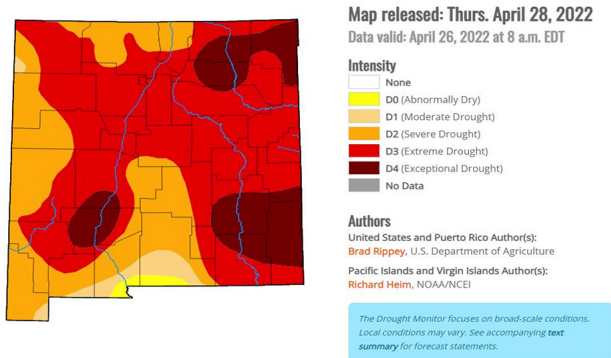 Map released: Thurs. April 28, 2022
Data valid: April 26, 2022 at 8 a.m. EDT
Intensity
None
D0 (Abnormally Dry)
D1 (Moderate Drought)
D2 (Severe Drought)
D3 (Extreme Drought)
D4 (Exceptional Drought)
No Data
Authors
United States and Puerto Rico Author(s):
Brad Rippey, U.S. Department of Agriculture
Pacific Islands and Virgin Islands Author(s):
Richard Heim, NOAA/NCEI
The Drought Monitor focuses on broad-scale conditions.
Local conditions may vary. See accompanying text
summary for forecast statements.